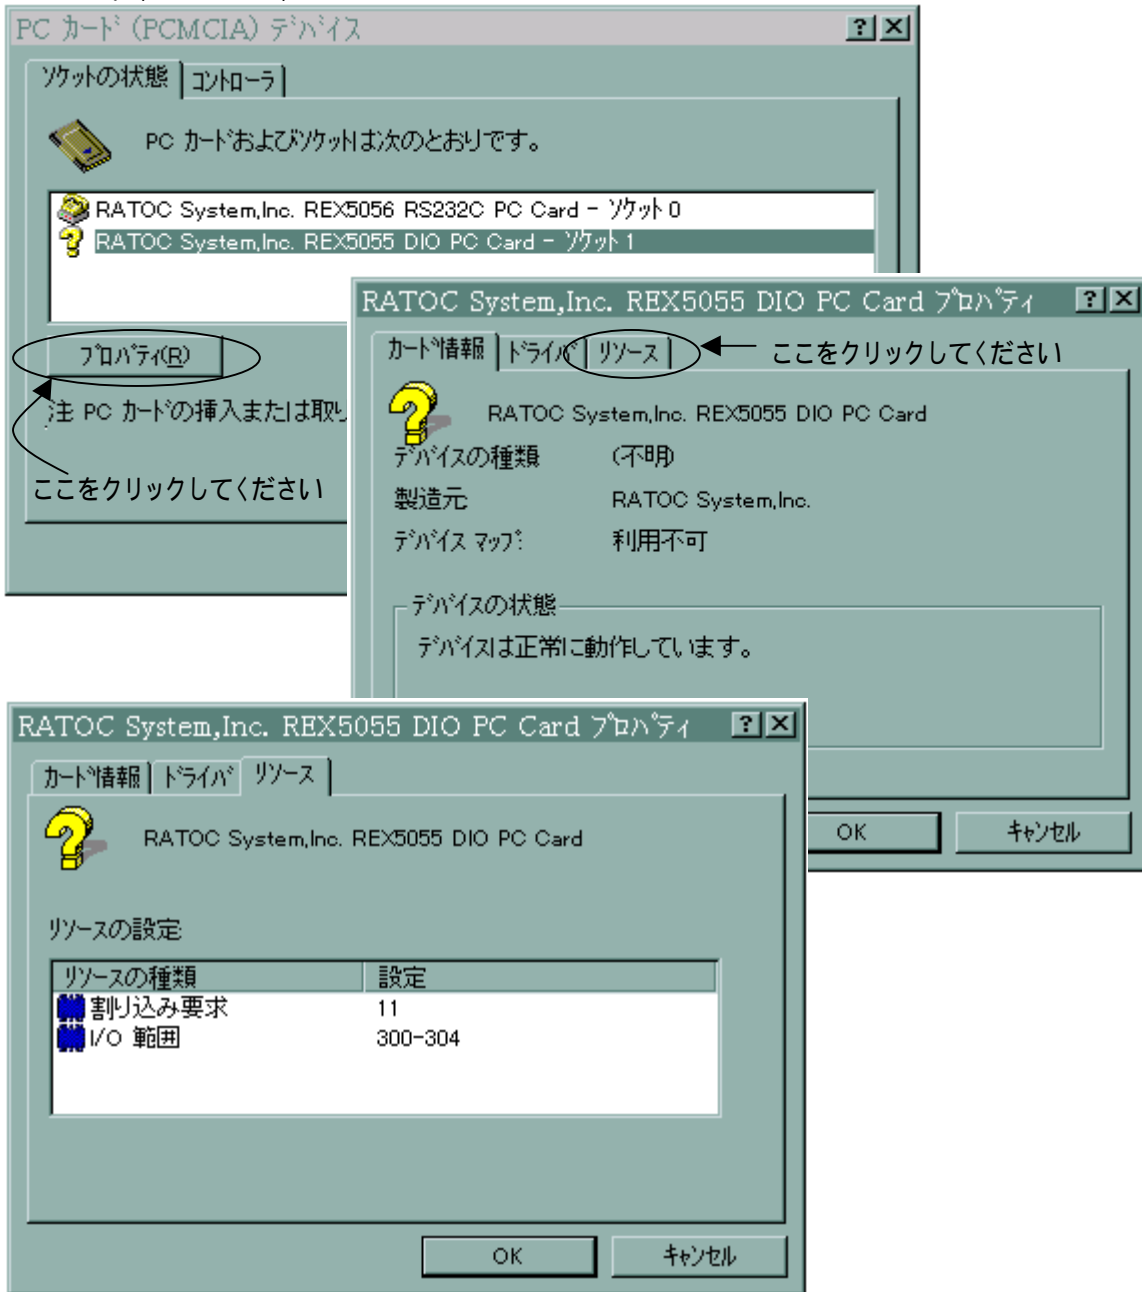 PC カード (PCMCIA) デバイス
ソケットの状態 コントローラ
PC カードおよびソケットは次のとおりです。
RATOC System,Inc. REX5056 RS232C PC Card - ソケット 0
RATOC System,Inc. REX5055 DIO PC Card - ソケット 1
プロパティ(R)
注 PC カードの挿入または取り
ここをクリックしてください
RATOC System,Inc. REX5055 DIO PC Card プロパティ
カード情報 ドライバ リソース
ここをクリックしてください
RATOC System,Inc. REX5055 DIO PC Card
デバイスの種類 (不明)
製造元: RATOC System,Inc.
デバイス マップ: 利用不可
デバイスの状態
デバイスは正常に動作しています。
OK キャンセル
RATOC System,Inc. REX5055 DIO PC Card プロパティ
カード情報 ドライバ リソース
RATOC System,Inc. REX5055 DIO PC Card
リソースの設定:
リソースの種類 設定
割り込み要求 11
I/O 範囲 300-304
OK キャンセル